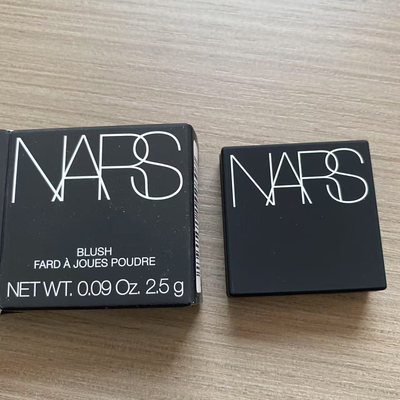 NARS
BLUSH
FARD À JOUES POUDRE
NET WT. 0.09 Oz. 2.5 g
NARS